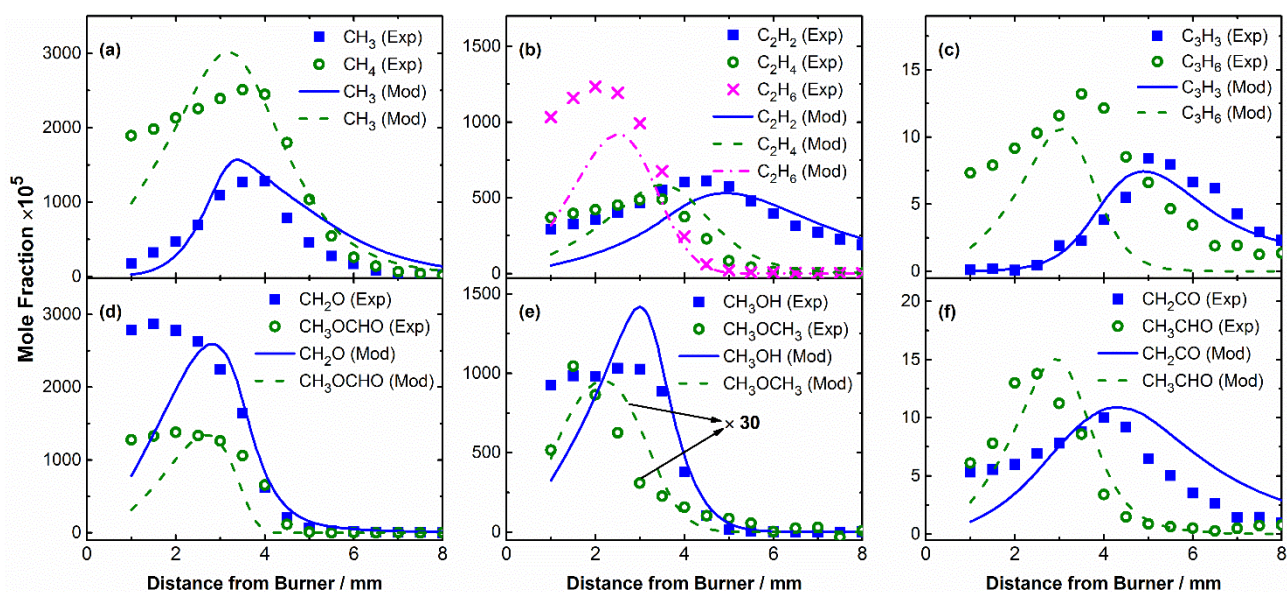 Mole Fraction ×10⁵
(a)
CH₃ (Exp)
CH₄ (Exp)
CH₃ (Mod)
CH₃ (Mod)
3000
2000
1000
0
(b)
C₂H₂ (Exp)
C₂H₄ (Exp)
C₂H₆ (Exp)
C₂H₂ (Mod)
C₂H₄ (Mod)
C₂H₆ (Mod)
1500
1000
500
0
(c)
C₃H₃ (Exp)
C₃H₆ (Exp)
C₃H₃ (Mod)
C₃H₆ (Mod)
15
10
5
0
(d)
CH₂O (Exp)
CH₃OCHO (Exp)
CH₂O (Mod)
CH₃OCHO (Mod)
3000
2000
1000
0
0 2 4 6 8
Distance from Burner / mm
(e)
CH₃OH (Exp)
CH₃OCH₃ (Exp)
CH₃OH (Mod)
CH₃OCH₃ (Mod)
× 30
1500
1000
500
0
0 2 4 6 8
Distance from Burner / mm
(f)
CH₂CO (Exp)
CH₃CHO (Exp)
CH₂CO (Mod)
CH₃CHO (Mod)
20
15
10
5
0
0 2 4 6 8
Distance from Burner / mm